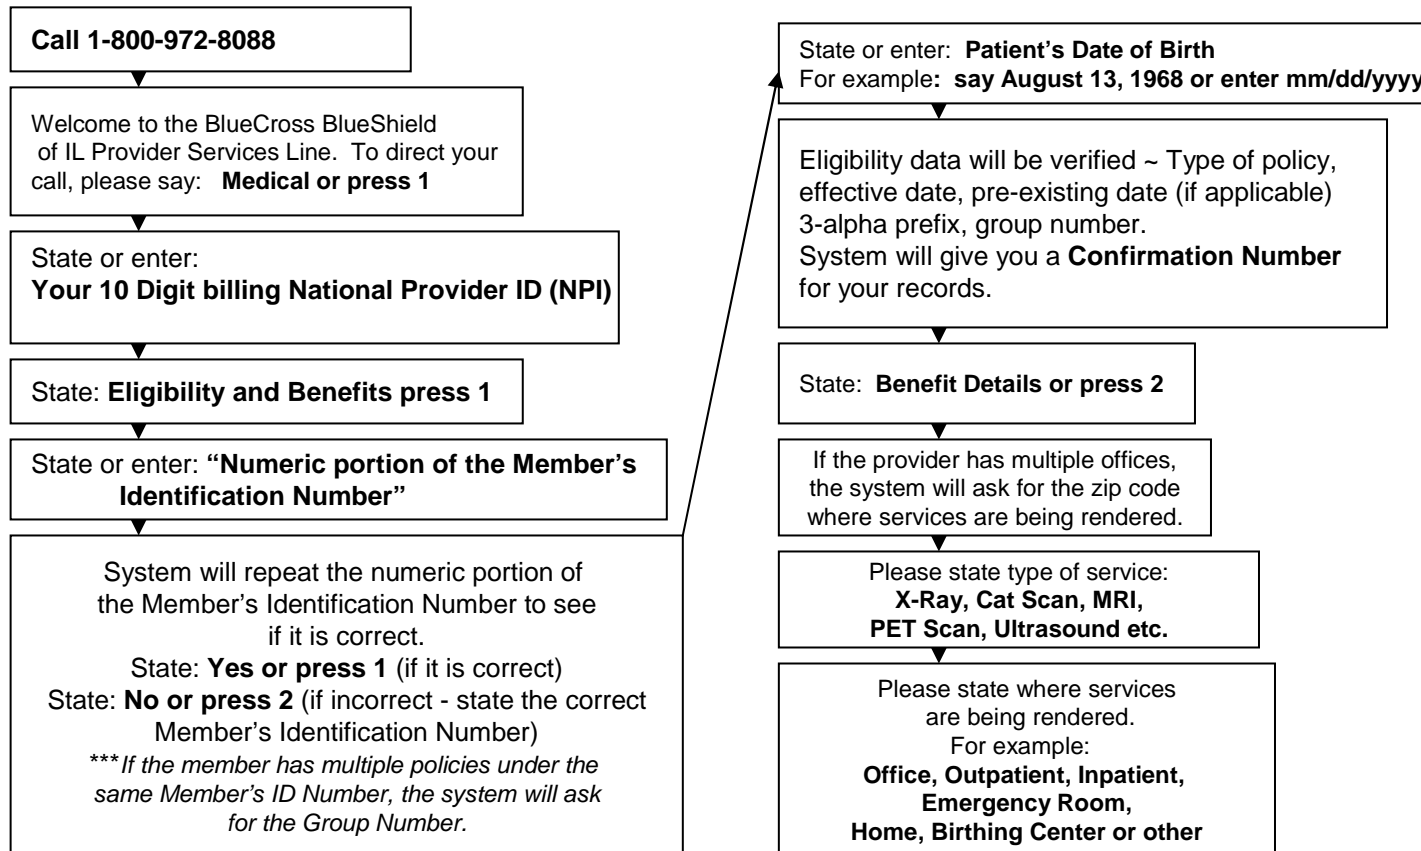 Call 1-800-972-8088
Welcome to the BlueCross BlueShield
of IL Provider Services Line. To direct your
call, please say: Medical or press 1
State or enter:
Your 10 Digit billing National Provider ID (NPI)
State: Eligibility and Benefits press 1
State or enter: “Numeric portion of the Member’s
Identification Number”
System will repeat the numeric portion of
the Member’s Identification Number to see
if it is correct.
State: Yes or press 1 (if it is correct)
State: No or press 2 (if incorrect - state the correct
Member’s Identification Number)
***If the member has multiple policies under the
same Member’s ID Number, the system will ask
for the Group Number.
State or enter: Patient’s Date of Birth
For example: say August 13, 1968 or enter mm/dd/yyyy
Eligibility data will be verified ~ Type of policy,
effective date, pre-existing date (if applicable)
3-alpha prefix, group number.
System will give you a Confirmation Number
for your records.
State: Benefit Details or press 2
If the provider has multiple offices,
the system will ask for the zip code
where services are being rendered.
Please state type of service:
X-Ray, Cat Scan, MRI,
PET Scan, Ultrasound etc.
Please state where services
are being rendered.
For example:
Office, Outpatient, Inpatient,
Emergency Room,
Home, Birthing Center or other